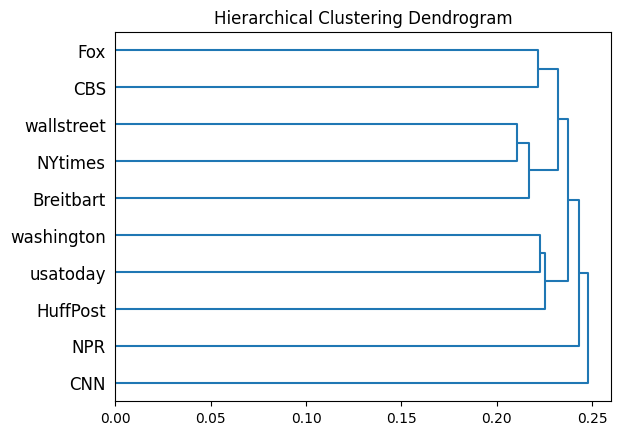 Hierarchical Clustering Dendrogram
Fox
CBS
wallstreet
NYtimes
Breitbart
washington
usatoday
HuffPost
NPR
CNN
0.00 0.05 0.10 0.15 0.20 0.25